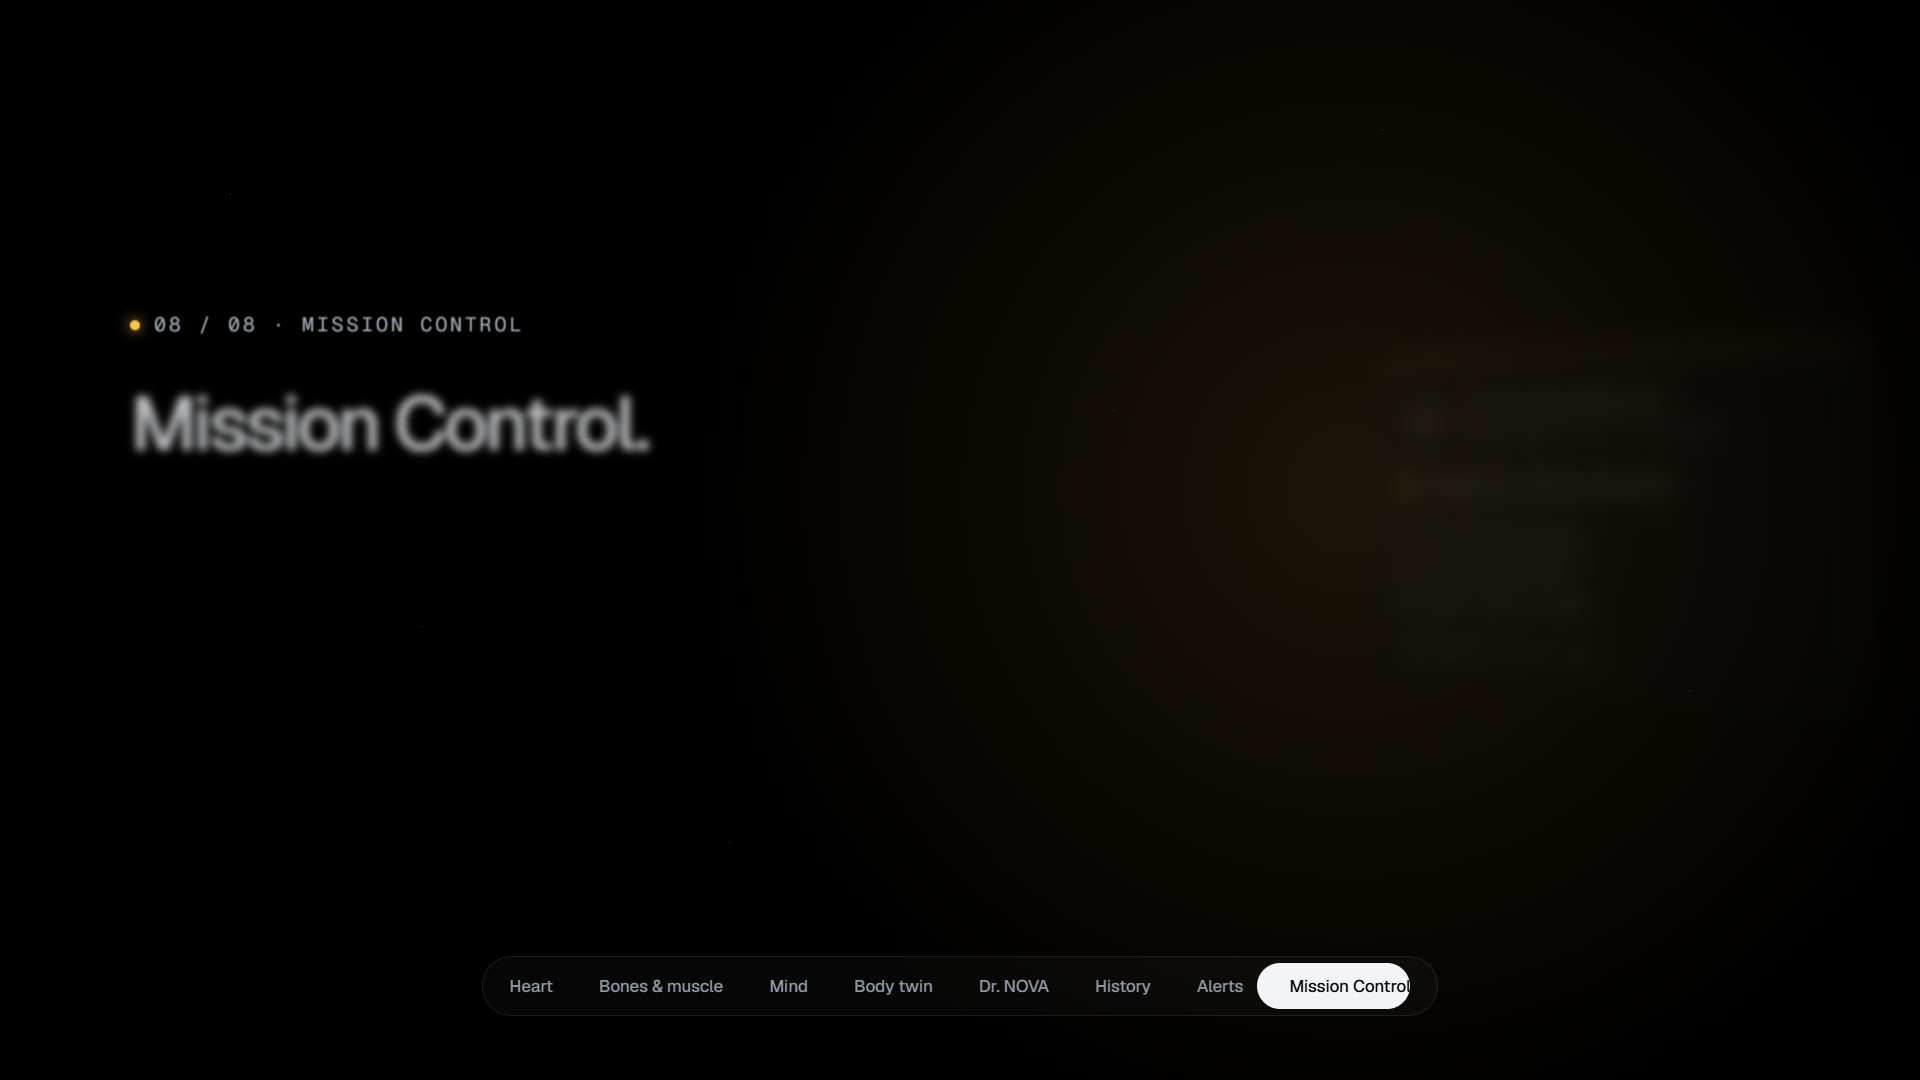 08 / 08 · MISSION CONTROL
Mission Control.
Heart Bones & muscle Mind Body twin Dr. NOVA History Alerts Mission Control